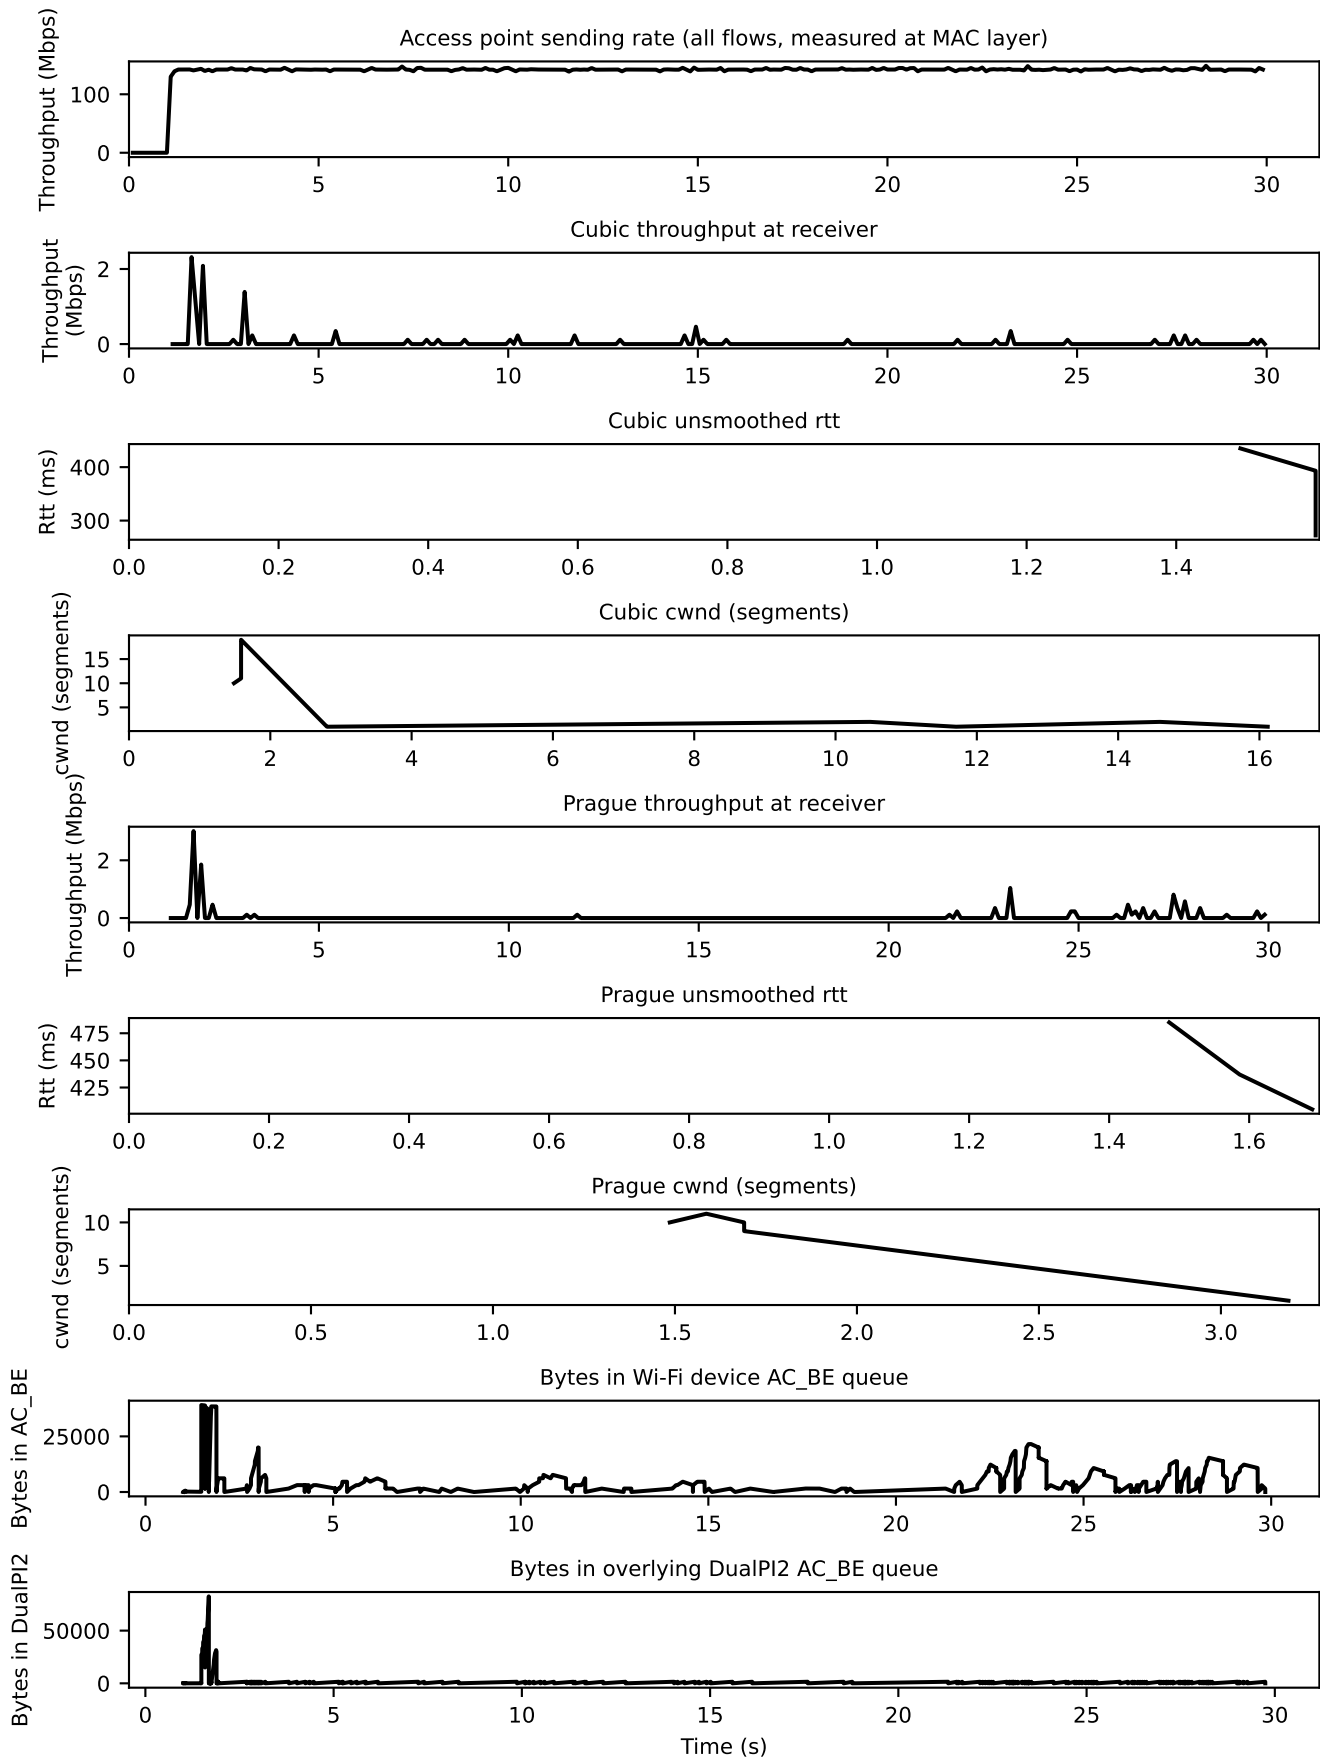 Access point sending rate (all flows, measured at MAC layer)
Throughput (Mbps)
100
0
0 5 10 15 20 25 30
Cubic throughput at receiver
Throughput
(Mbps)
2
0
0 5 10 15 20 25 30
Cubic unsmoothed rtt
Rtt (ms)
400
300
0.0 0.2 0.4 0.6 0.8 1.0 1.2 1.4
Cubic cwnd (segments)
cwnd (segments)
15
10
5
0 2 4 6 8 10 12 14 16
Prague throughput at receiver
Throughput (Mbps)
2
0
0 5 10 15 20 25 30
Prague unsmoothed rtt
Rtt (ms)
475
450
425
0.0 0.2 0.4 0.6 0.8 1.0 1.2 1.4 1.6
Prague cwnd (segments)
cwnd (segments)
10
5
0.0 0.5 1.0 1.5 2.0 2.5 3.0
Bytes in Wi-Fi device AC_BE queue
Bytes in AC_BE
25000
0
0 5 10 15 20 25 30
Bytes in overlying DualPI2 AC_BE queue
Bytes in DualPI2
50000
0
0 5 10 15 20 25 30
Time (s)